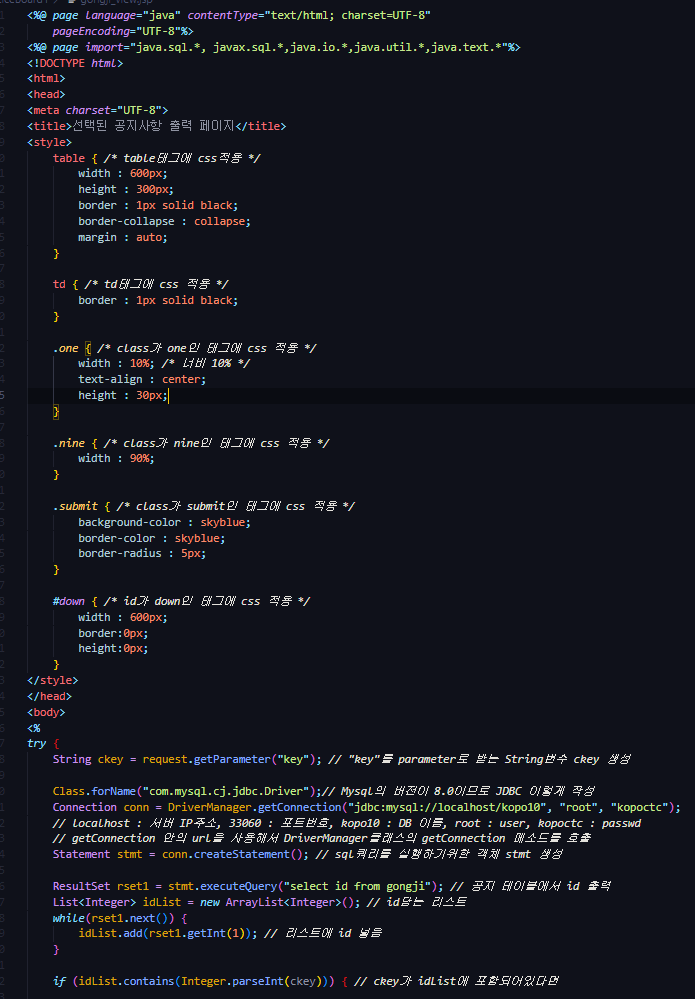 gongji_view.jsp
<%@ page language="java" contentType="text/html; charset=UTF-8"
pageEncoding="UTF-8"%>
<%@ page import="java.sql.*, javax.sql.*,java.io.*,java.util.*,java.text.*"%>
<!DOCTYPE html>
<html>
<head>
<meta charset="UTF-8">
<title>선택된 공지사항 출력 페이지</title>
<style>
table { /* table태그에 css적용 */
width : 600px;
height : 300px;
border : 1px solid black;
border-collapse : collapse;
margin : auto;
}
td { /* td태그에 css 적용 */
border : 1px solid black;
}
.one { /* class가 one인 태그에 css 적용 */
width : 10%; /* 너비 10% */
text-align : center;
height : 30px;
}
.nine { /* class가 nine인 태그에 css 적용 */
width : 90%;
}
.submit { /* class가 submit인 태그에 css 적용 */
background-color : skyblue;
border-color : skyblue;
border-radius : 5px;
}
#down { /* id가 down인 태그에 css 적용 */
width : 600px;
border:0px;
height:0px;
}
</style>
</head>
<body>
<%
try {
String ckey = request.getParameter("key"); // "key"를 parameter로 받는 String변수 ckey 생성
Class.forName("com.mysql.cj.jdbc.Driver");// Mysql의 버전이 8.0이므로 JDBC 이렇게 작성
Connection conn = DriverManager.getConnection("jdbc:mysql://localhost/kopo10", "root", "kopoctc");
// localhost : 서버 IP주소, 33060 : 포트번호, kopo10 : DB 이름, root : user, kopoctc : passwd
// getConnection 안의 url을 사용해서 DriverManager클래스의 getConnection 메소드를 호출
Statement stmt = conn.createStatement(); // sql쿼리를 실행하기위한 객체 stmt 생성
ResultSet rset1 = stmt.executeQuery("select id from gongji"); // 공지 테이블에서 id 출력
List<Integer> idList = new ArrayList<Integer>(); // id담는 리스트
while(rset1.next()) {
idList.add(rset1.getInt(1)); // 리스트에 id 넣음
}
if (idList.contains(Integer.parseInt(ckey))) { // ckey가 idList에 포함되어있다면